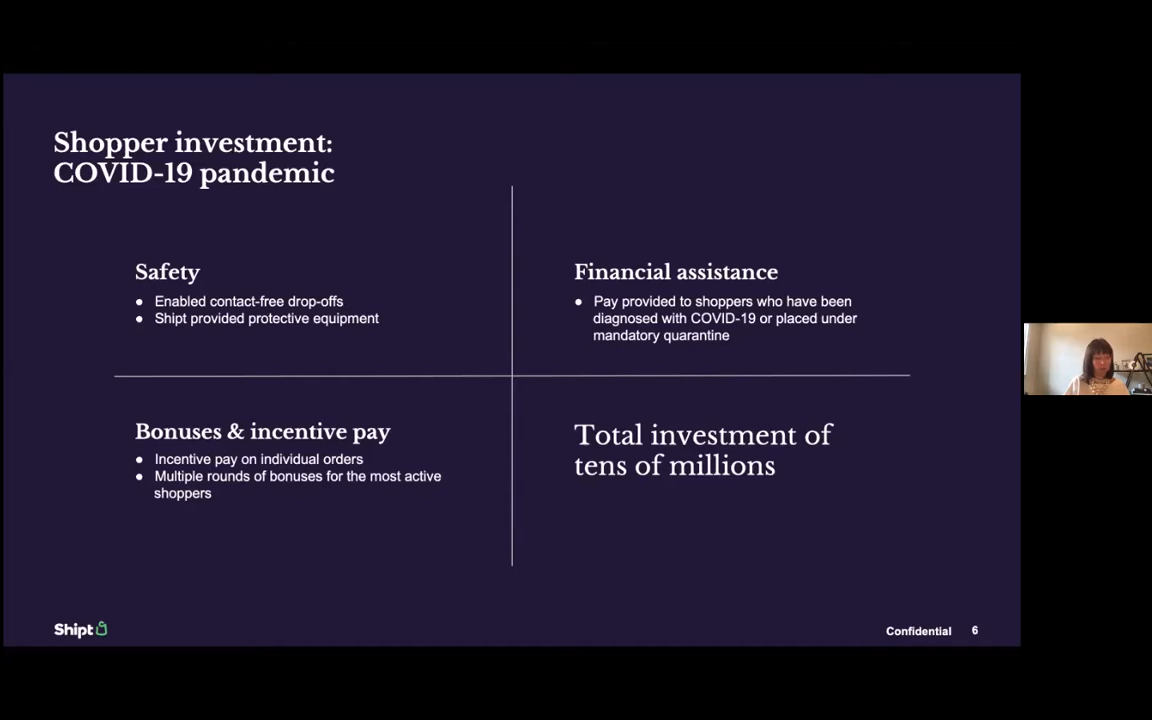 Shopper investment:
COVID-19 pandemic
Safety
● Enabled contact-free drop-offs
● Shipt provided protective equipment
Financial assistance
● Pay provided to shoppers who have been
diagnosed with COVID-19 or placed under
mandatory quarantine
Bonuses & incentive pay
● Incentive pay on individual orders
● Multiple rounds of bonuses for the most active
shoppers
Total investment of
tens of millions
Shipt
Confidential 6